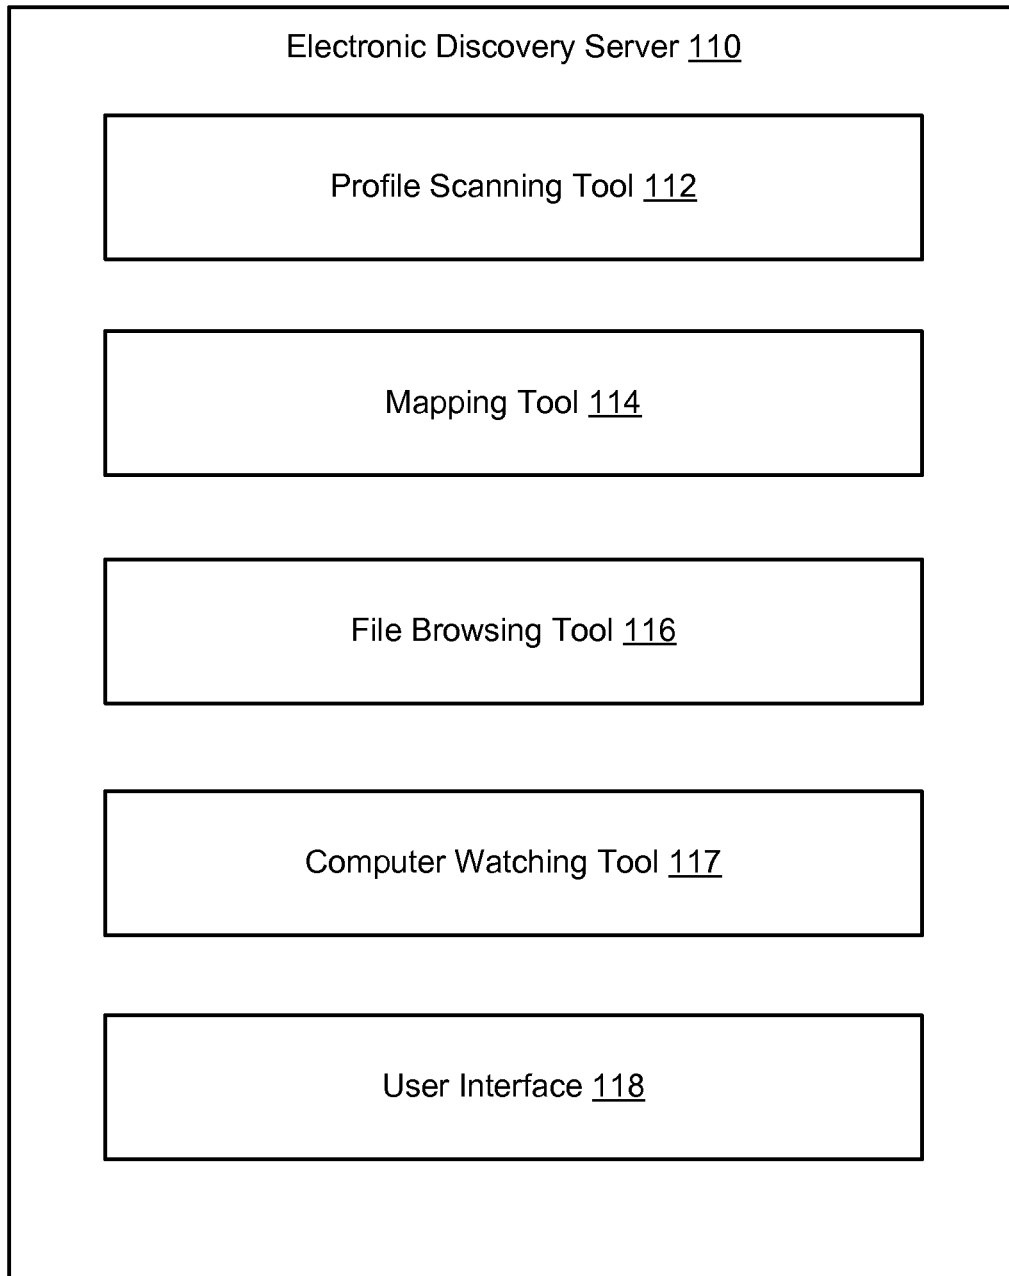 Electronic Discovery Server 110
Profile Scanning Tool 112
Mapping Tool 114
File Browsing Tool 116
Computer Watching Tool 117
User Interface 118